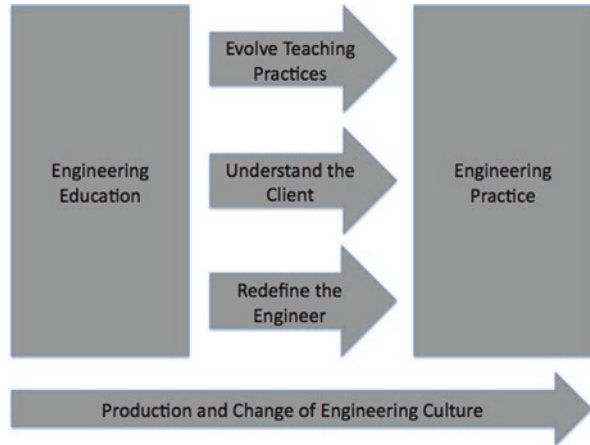 Engineering
Education
Evolve Teaching
Practices
Understand the
Client
Redefine the
Engineer
Engineering
Practice
Production and Change of Engineering Culture